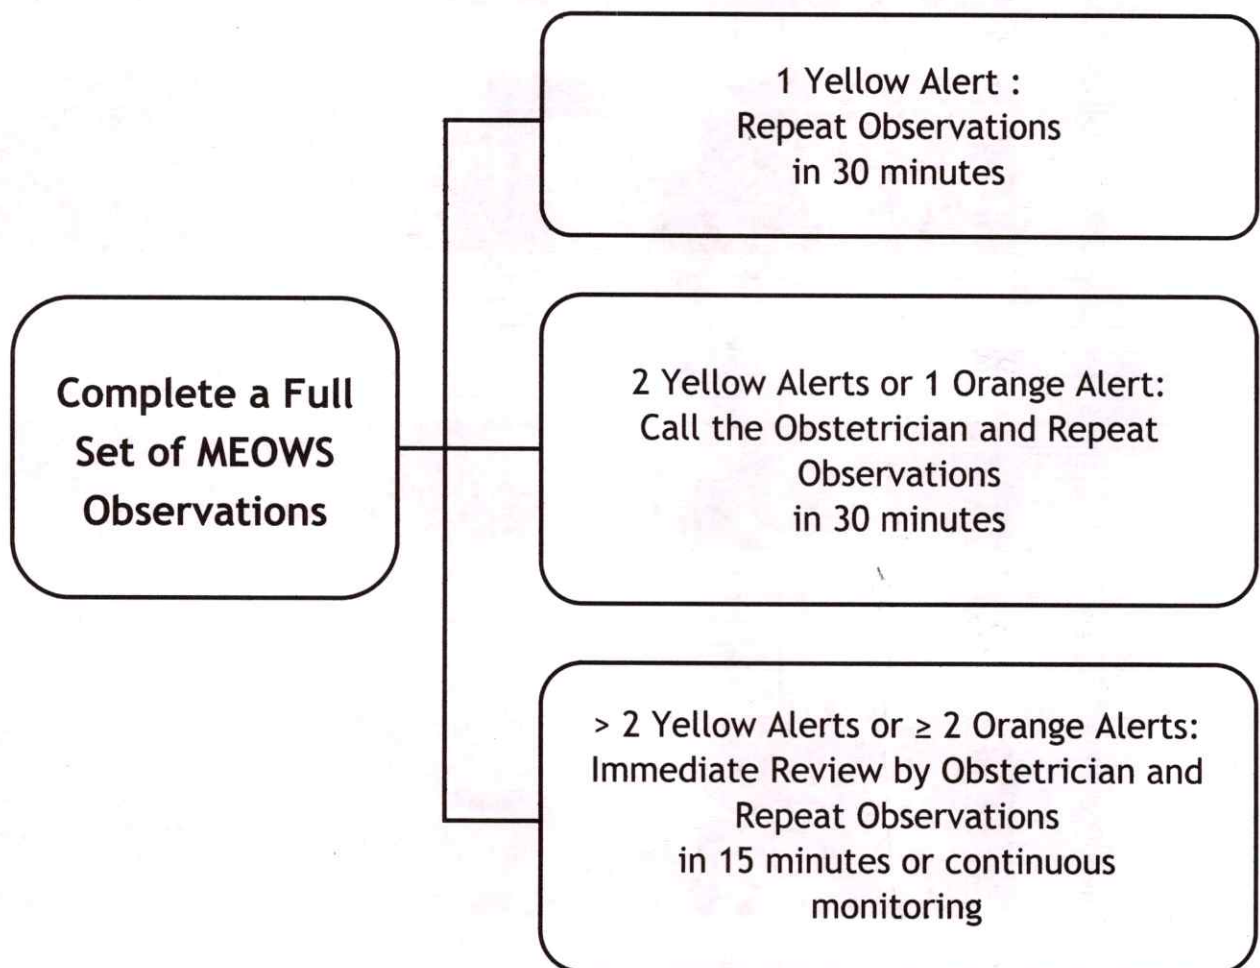 Complete a Full
Set of MEOWS
Observations
1 Yellow Alert :
Repeat Observations
in 30 minutes
2 Yellow Alerts or 1 Orange Alert:
Call the Obstetrician and Repeat
Observations
in 30 minutes
> 2 Yellow Alerts or ≥ 2 Orange Alerts:
Immediate Review by Obstetrician and
Repeat Observations
in 15 minutes or continuous
monitoring